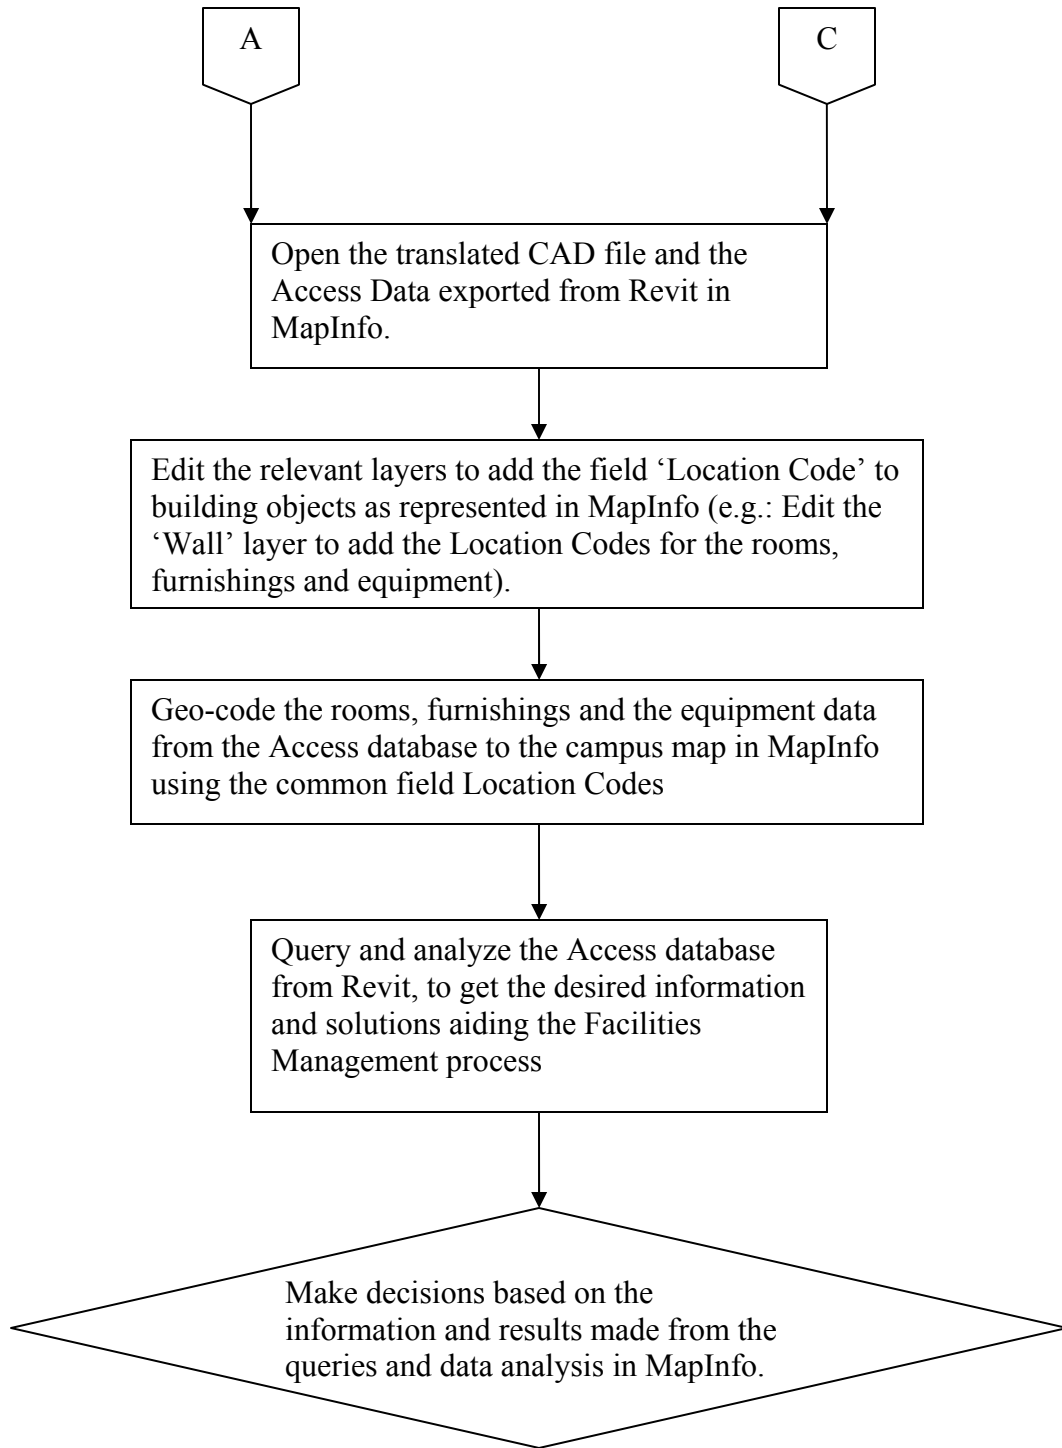 A
C
Open the translated CAD file and the
Access Data exported from Revit in
MapInfo.
Edit the relevant layers to add the field ‘Location Code’ to
building objects as represented in MapInfo (e.g.: Edit the
‘Wall’ layer to add the Location Codes for the rooms,
furnishings and equipment).
Geo-code the rooms, furnishings and the equipment data
from the Access database to the campus map in MapInfo
using the common field Location Codes
Query and analyze the Access database
from Revit, to get the desired information
and solutions aiding the Facilities
Management process
Make decisions based on the
information and results made from the
queries and data analysis in MapInfo.